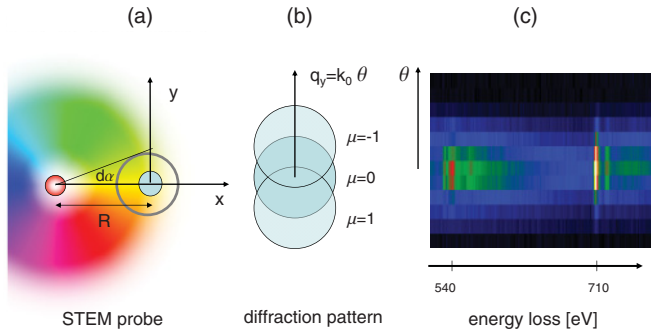 (a)
(b)
(c)
y
dα
R
x
STEM probe
q_y=k_0 θ
μ=-1
μ=0
μ=1
diffraction pattern
θ
540
710
energy loss [eV]